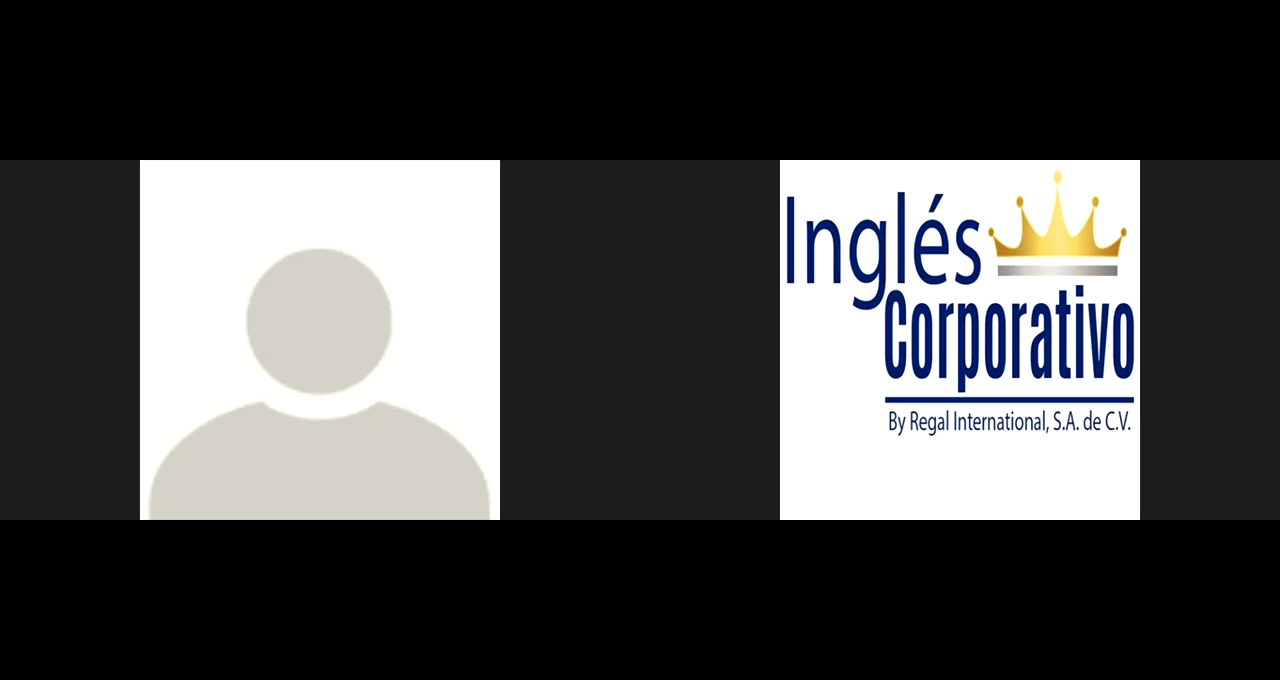 Inglés
Corporativo
By Regal International, S.A. de C.V.